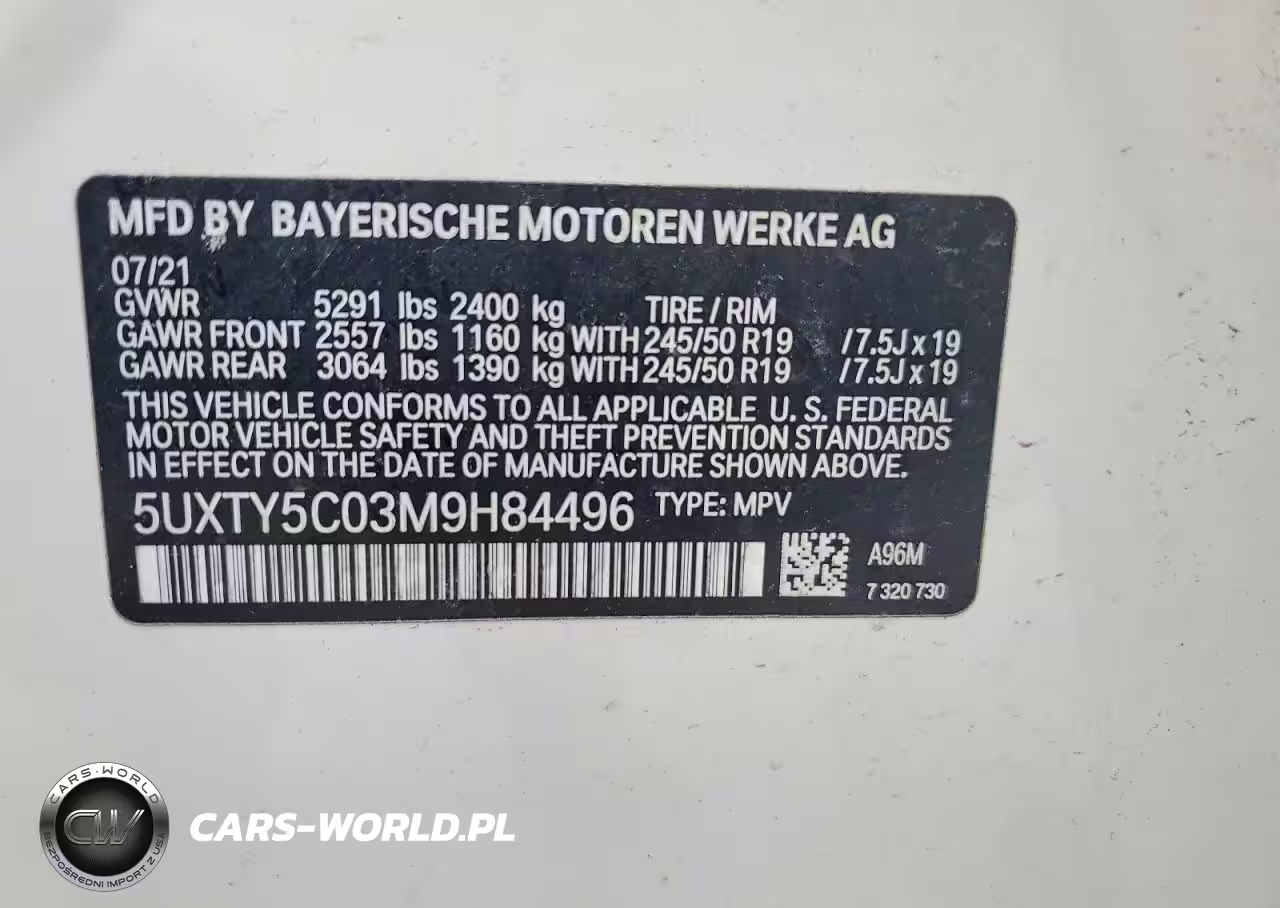 MFD BY BAYERISCHE MOTOREN WERKE AG
07/21
GVWR 5291 lbs 2400 kg TIRE / RIM
GAWR FRONT 2557 lbs 1160 kg WITH 245/50 R19 / 7.5J x 19
GAWR REAR 3064 lbs 1390 kg WITH 245/50 R19 / 7.5J x 19
THIS VEHICLE CONFORMS TO ALL APPLICABLE U. S. FEDERAL
MOTOR VEHICLE SAFETY AND THEFT PREVENTION STANDARDS
IN EFFECT ON THE DATE OF MANUFACTURE SHOWN ABOVE.
5UXTY5C03M9H84496 TYPE: MPV
A96M
7 320 730
CARS-WORLD
CW
BEZPOŚREDNI IMPORT Z USA
CARS-WORLD.PL